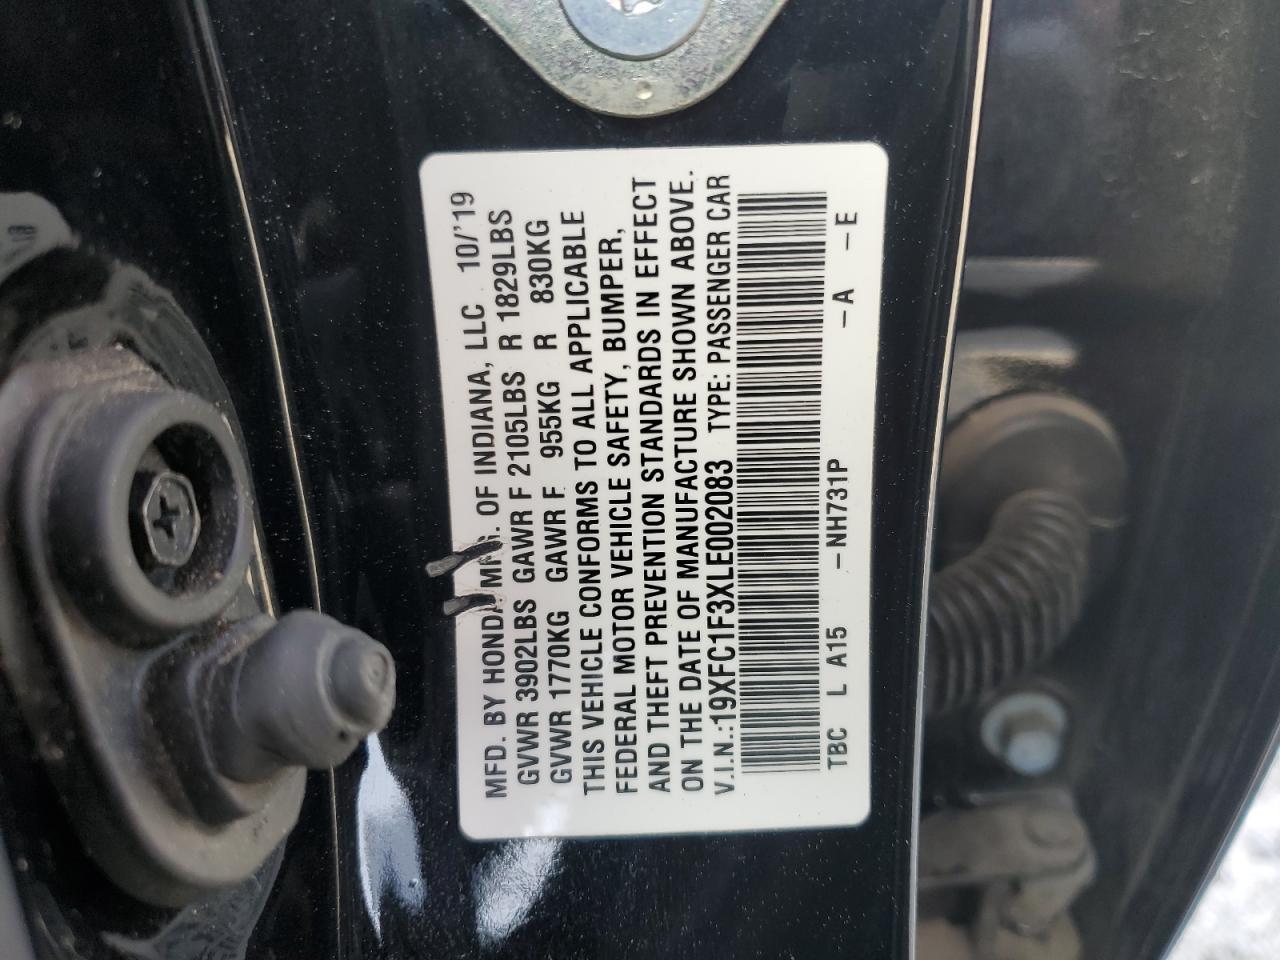 MFD. BY HONDA MFG. OF INDIANA, LLC 10/'19
GVWR 3902LBS GAWR F 2105LBS R 1829LBS
GVWR 1770KG GAWR F 955KG R 830KG
THIS VEHICLE CONFORMS TO ALL APPLICABLE
FEDERAL MOTOR VEHICLE SAFETY, BUMPER,
AND THEFT PREVENTION STANDARDS IN EFFECT
ON THE DATE OF MANUFACTURE SHOWN ABOVE.
V.I.N.:19XFC1F3XLE002083 TYPE: PASSENGER CAR
TBC L A15 -NH731P -A -E